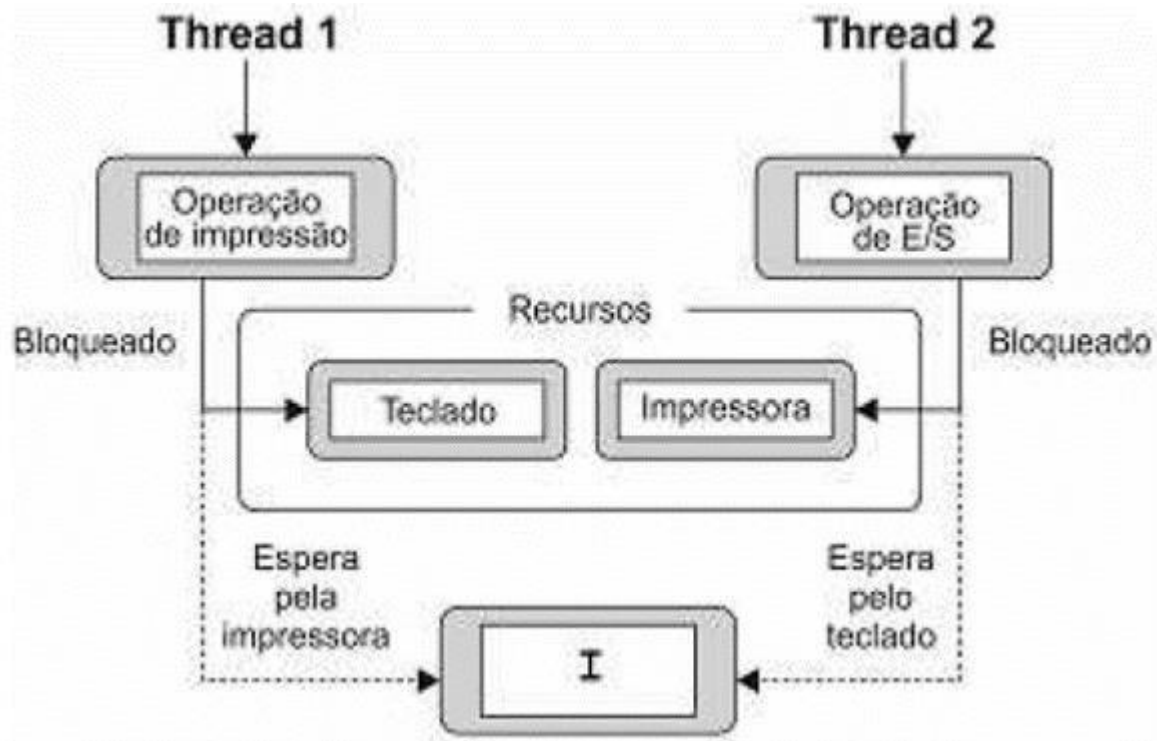 Thread 1
Thread 2
Operação
de impressão
Operação
de E/S
Recursos
Bloqueado
Bloqueado
Teclado
Impressora
Espera
pela
impressora
Espera
pelo
teclado
I